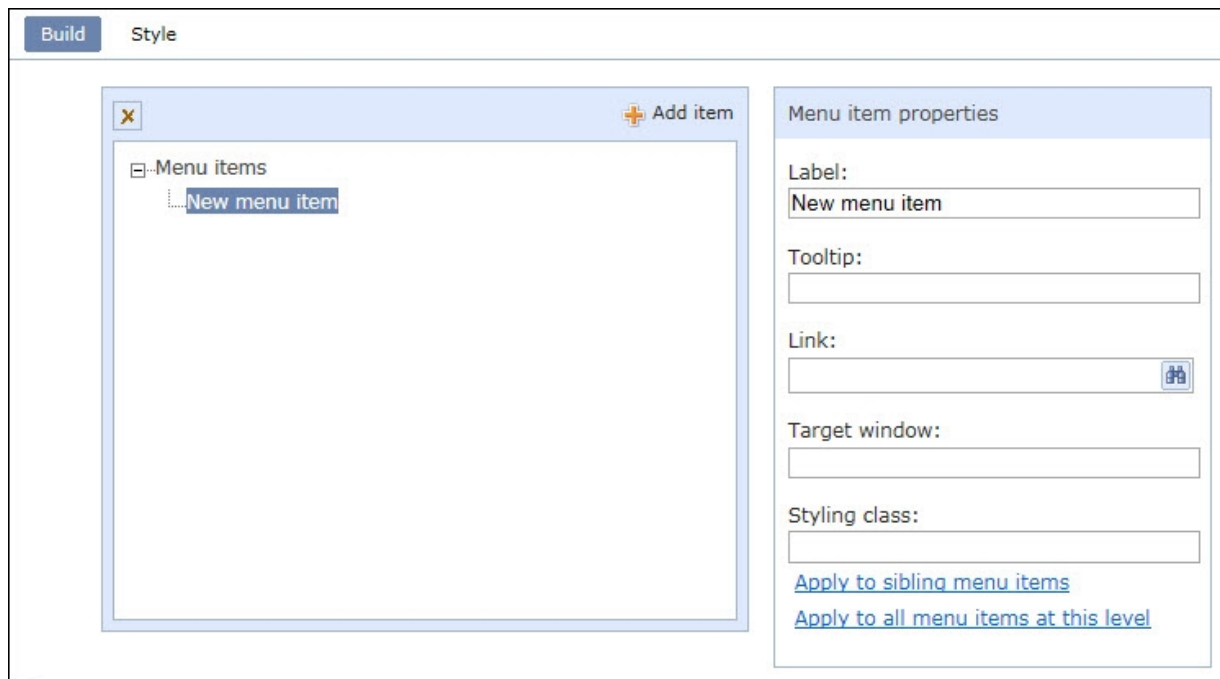 Build Style
Add item
Menu items
New menu item
Menu item properties
Label:
New menu item
Tooltip:
Link:
Target window:
Styling class:
Apply to sibling menu items
Apply to all menu items at this level